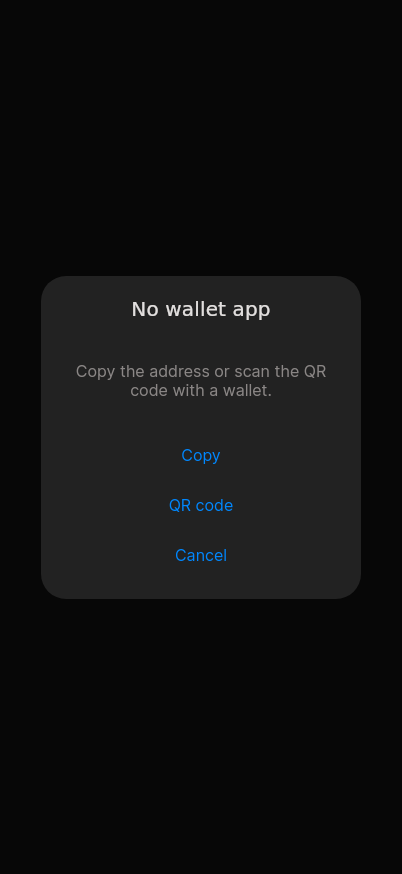 No wallet app
Copy the address or scan the QR
code with a wallet.
Copy
QR code
Cancel